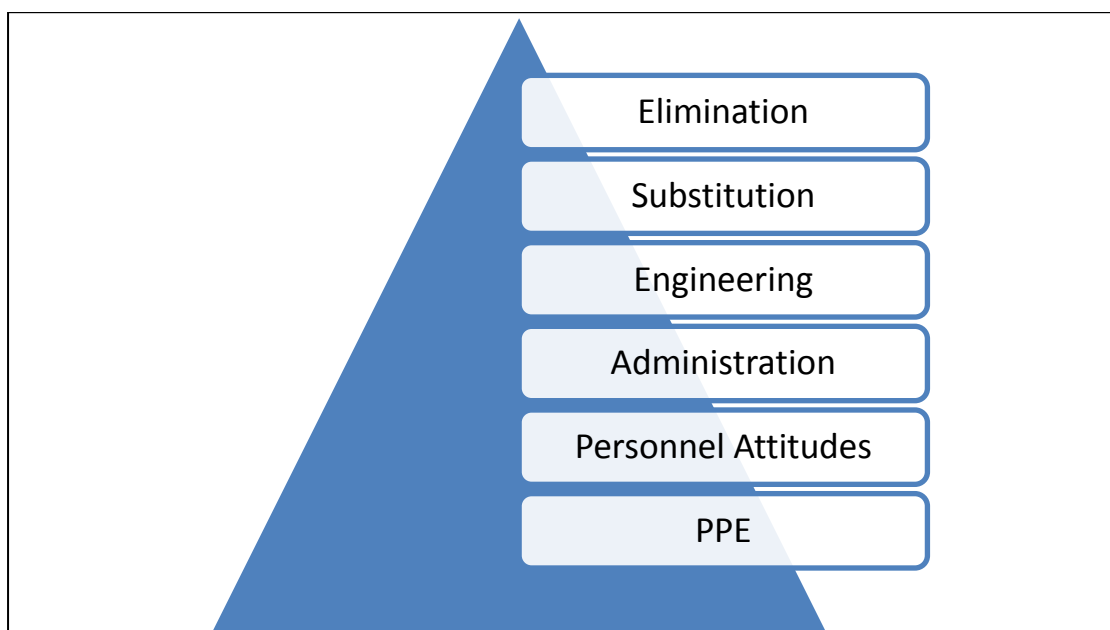 Elimination
Substitution
Engineering
Administration
Personnel Attitudes
PPE